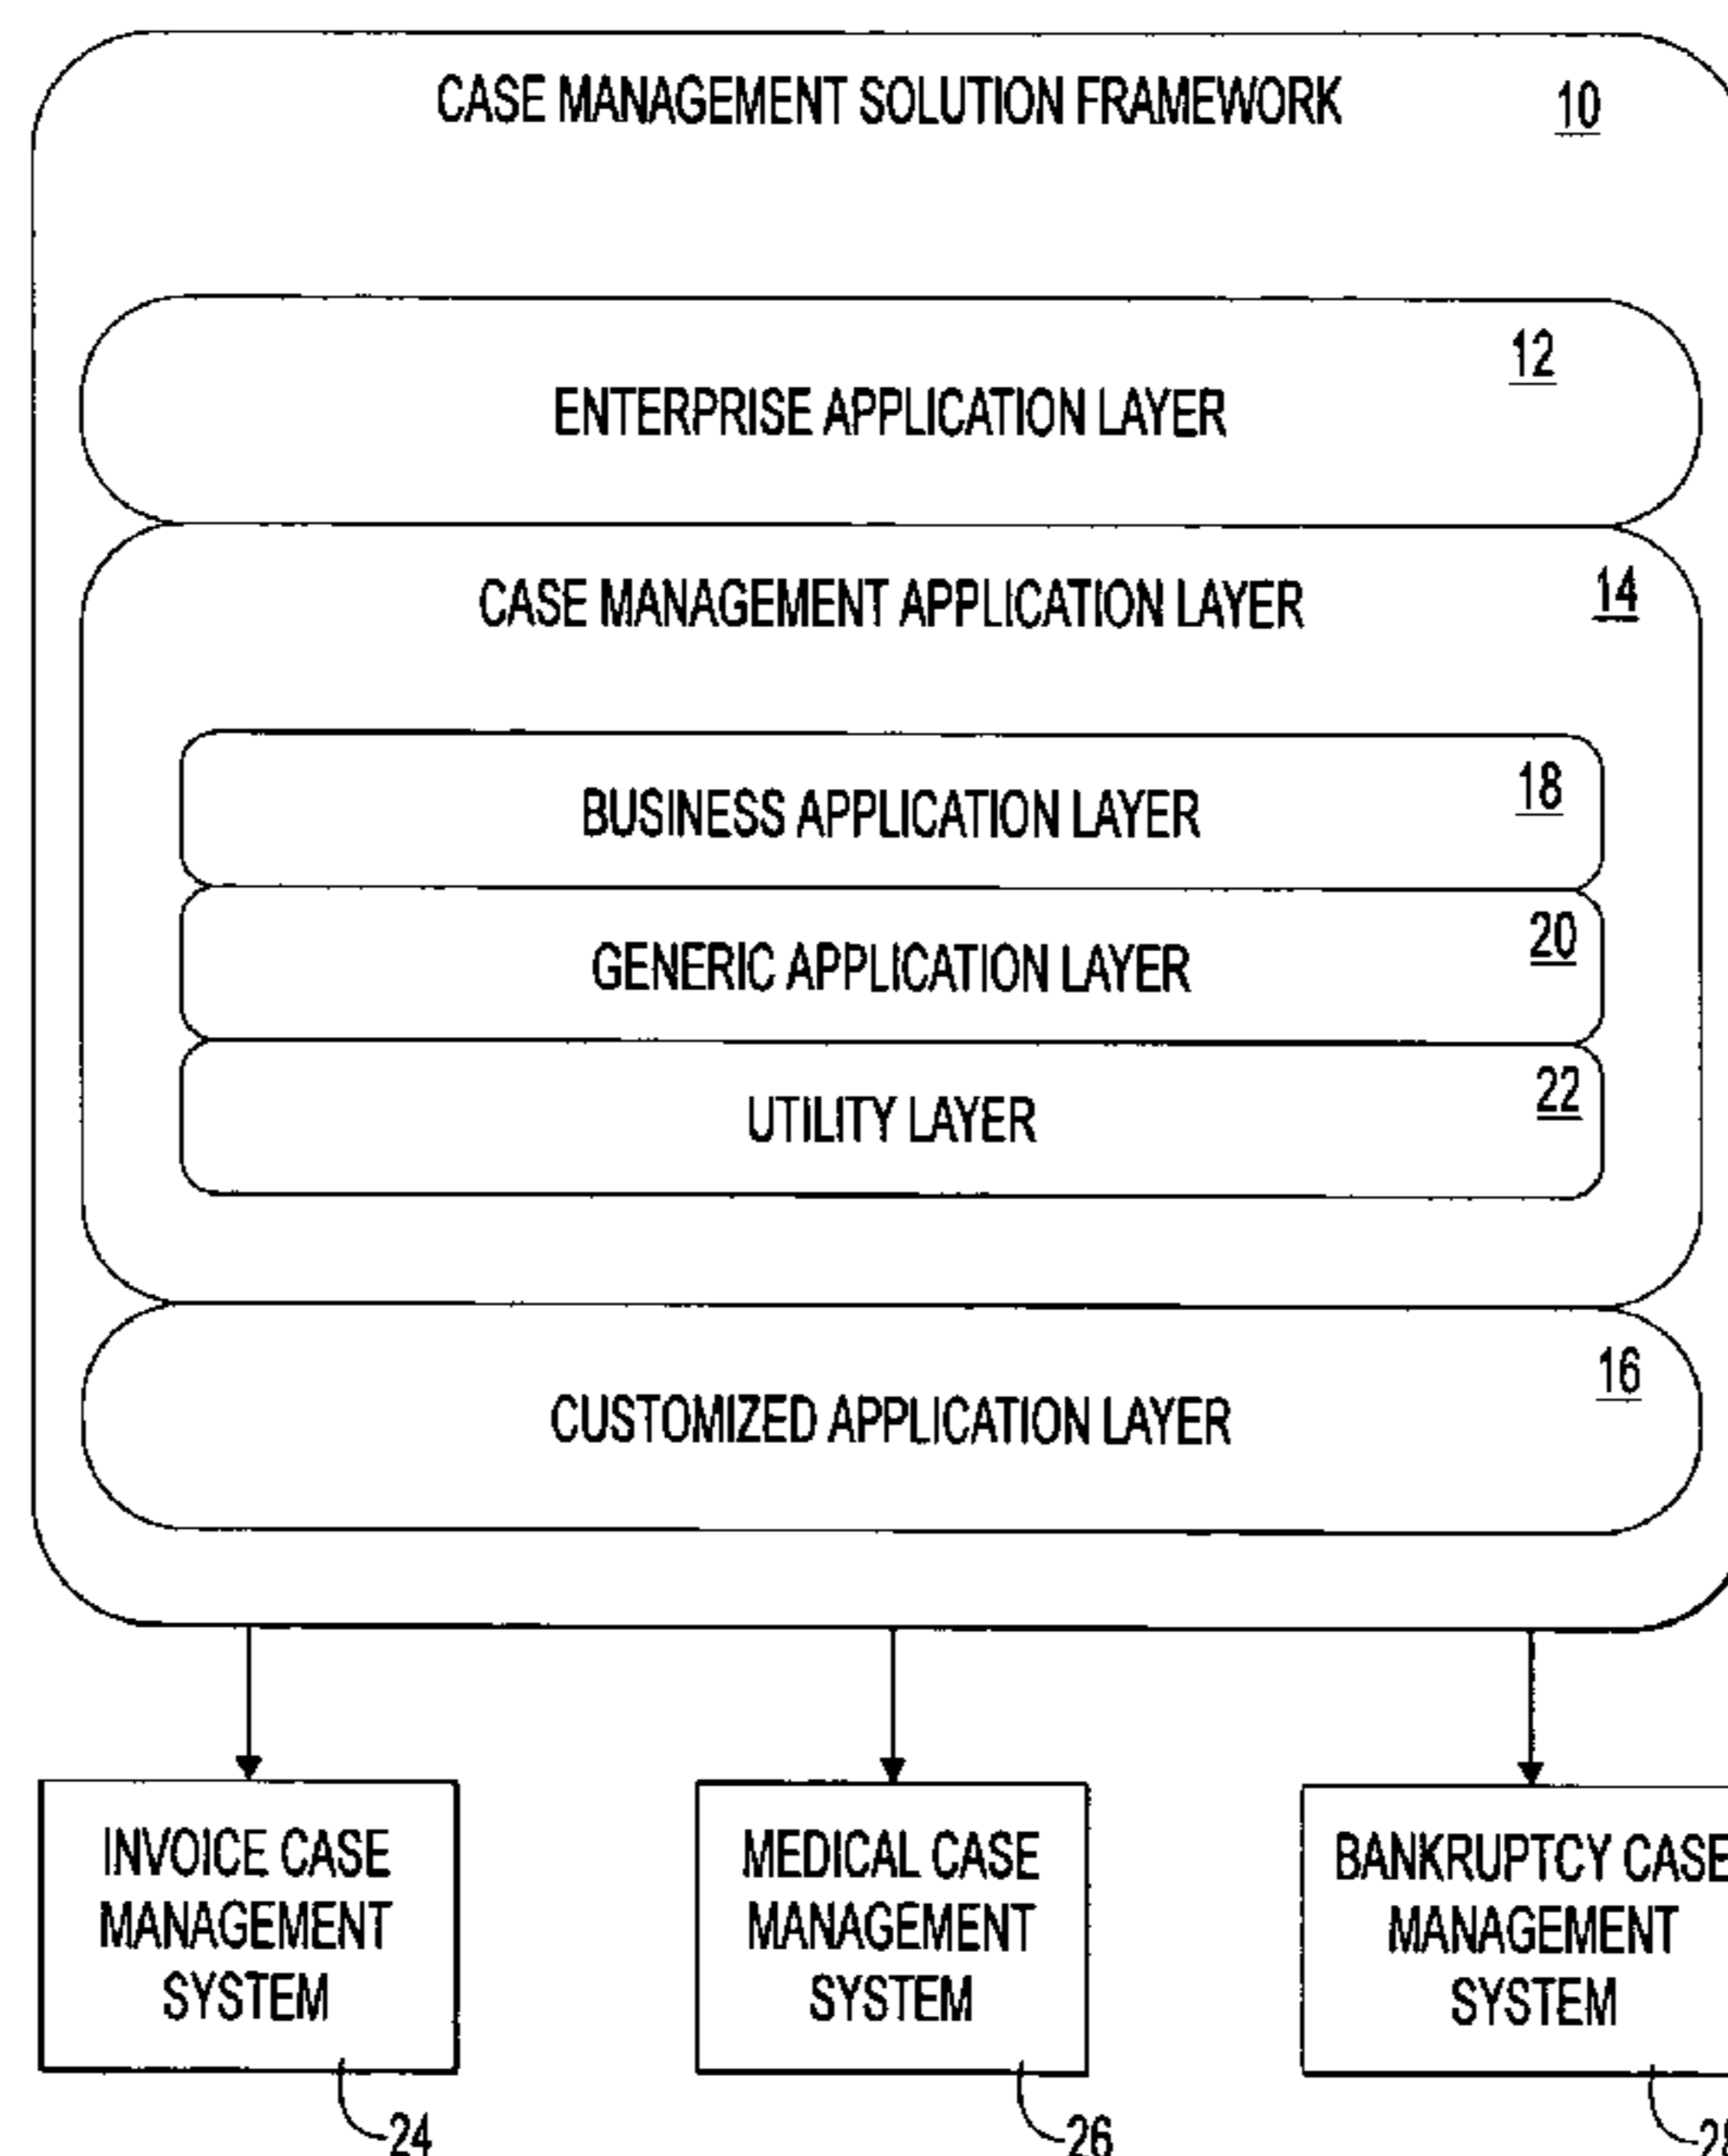 CASE MANAGEMENT SOLUTION FRAMEWORK 10
12
ENTERPRISE APPLICATION LAYER
CASE MANAGEMENT APPLICATION LAYER 14
18
BUSINESS APPLICATION LAYER
20
GENERIC APPLICATION LAYER
22
UTILITY LAYER
16
CUSTOMIZED APPLICATION LAYER
INVOICE CASE
MANAGEMENT
SYSTEM
24
MEDICAL CASE
MANAGEMENT
SYSTEM
26
BANKRUPTCY CASE
MANAGEMENT
SYSTEM